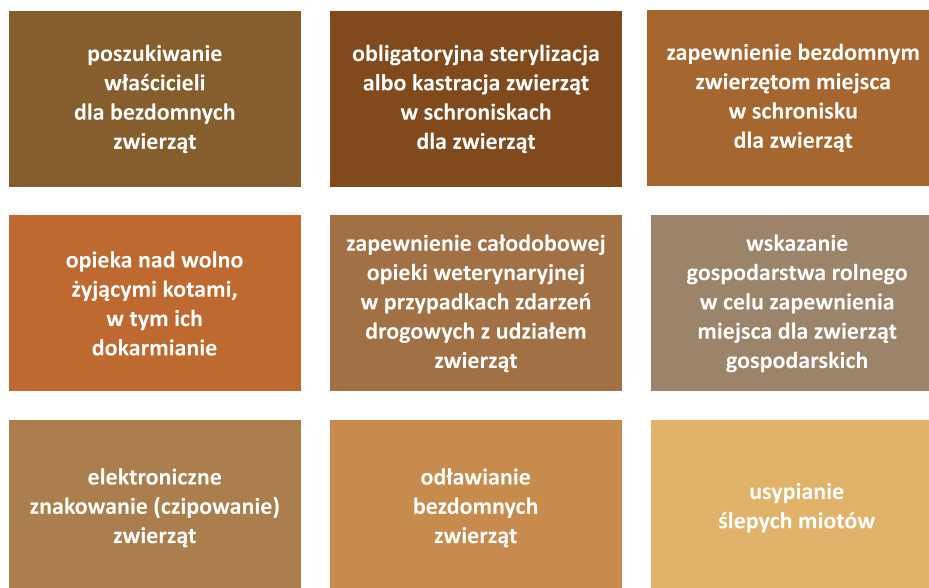 poszukiwanie
właścicieli
dla bezdomnych
zwierząt
obligatoryjna sterylizacja
albo kastracja zwierząt
w schroniskach
dla zwierząt
zapewnienie bezdomnym
zwierzętom miejsca
w schronisku
dla zwierząt
opieka nad wolno
żyjącymi kotami,
w tym ich
dokarmianie
zapewnienie całodobowej
opieki weterynaryjnej
w przypadkach zdarzeń
drogowych z udziałem
zwierząt
wskazanie
gospodarstwa rolnego
w celu zapewnienia
miejsca dla zwierząt
gospodarskich
elektroniczne
znakowanie (czipowanie)
zwierząt
odławianie
bezdomnych
zwierząt
usypianie
ślepych miotów